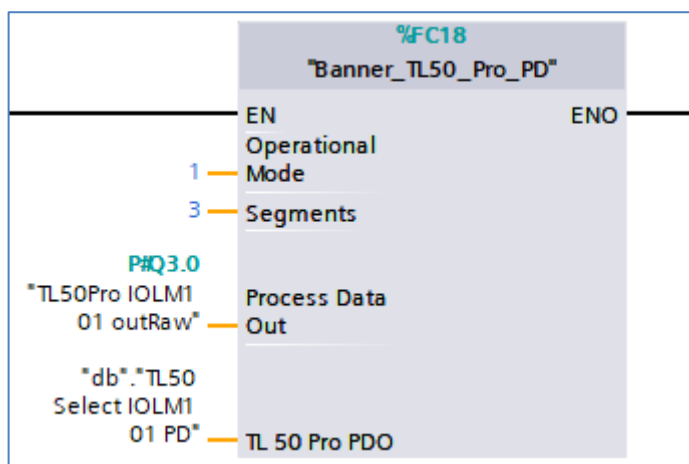 %FC18
"Banner_TL50_Pro_PD"
EN ENO
Operational
1 Mode
3 Segments
P#Q3.0
"TL50Pro IOLM1
01 outRaw"
Process Data
Out
"db"."TL50
Select IOLM1
01 PD"
TL 50 Pro PDO